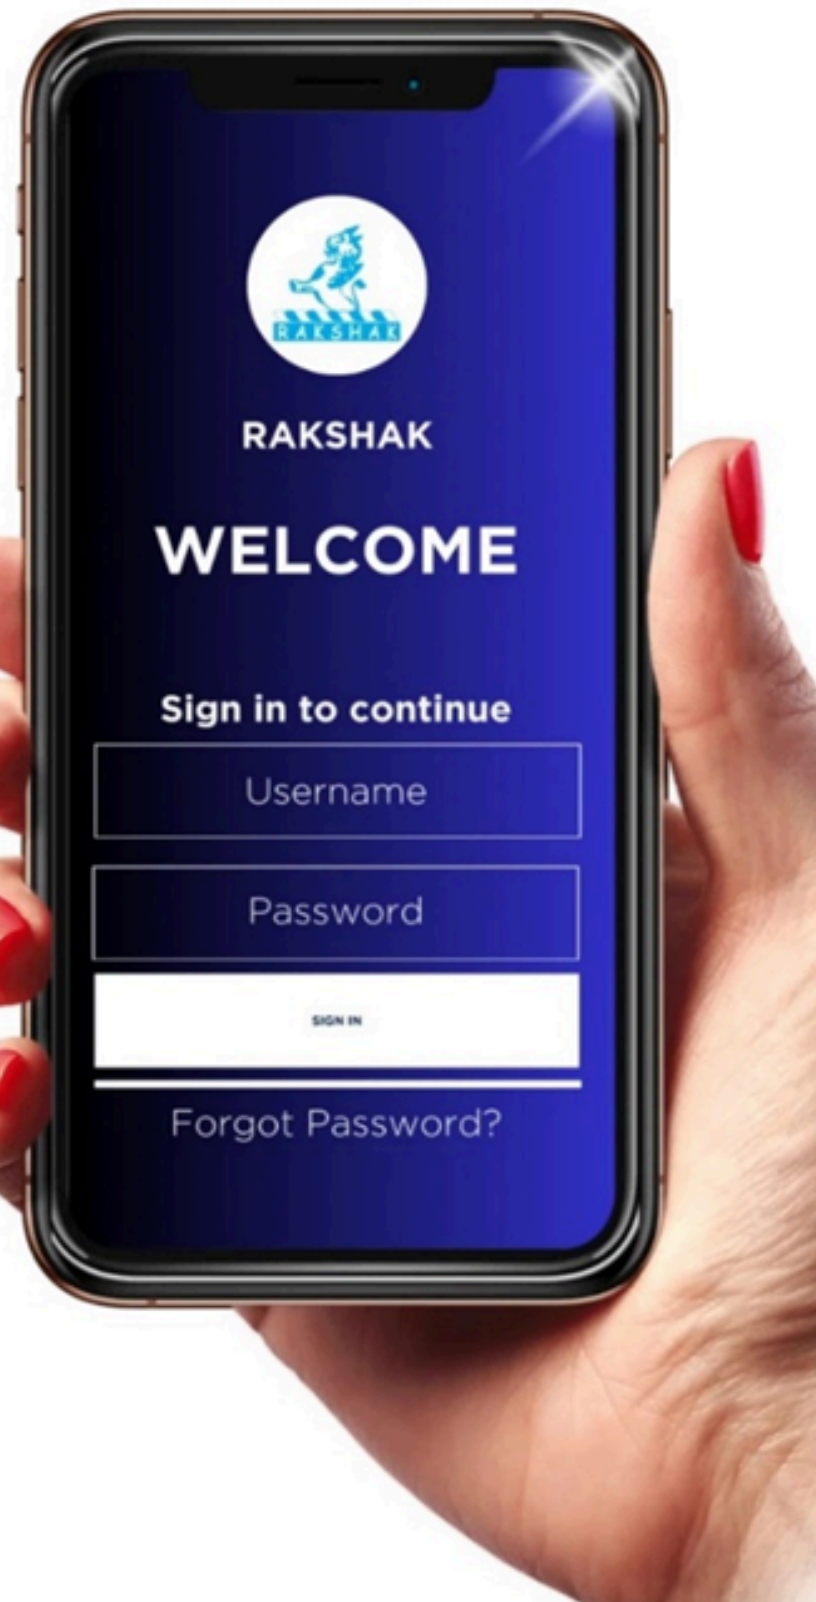 RAKSHAK
RAKSHAK
WELCOME
Sign in to continue
Username
Password
SIGN IN
Forgot Password?